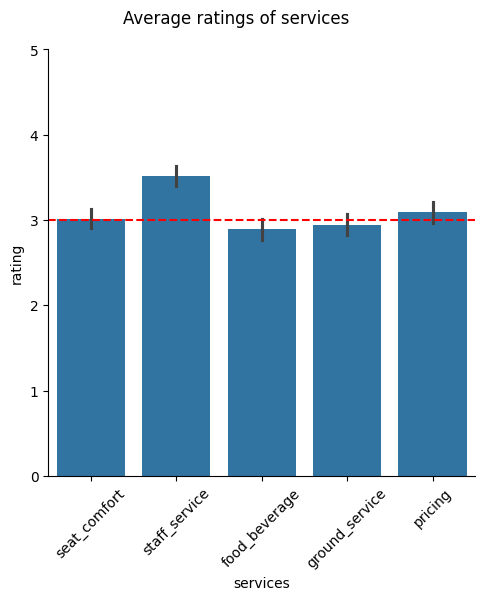 Average ratings of services
5
4
3
2
1
0
rating
seat_comfort
staff_service
food_beverage
ground_service
pricing
services